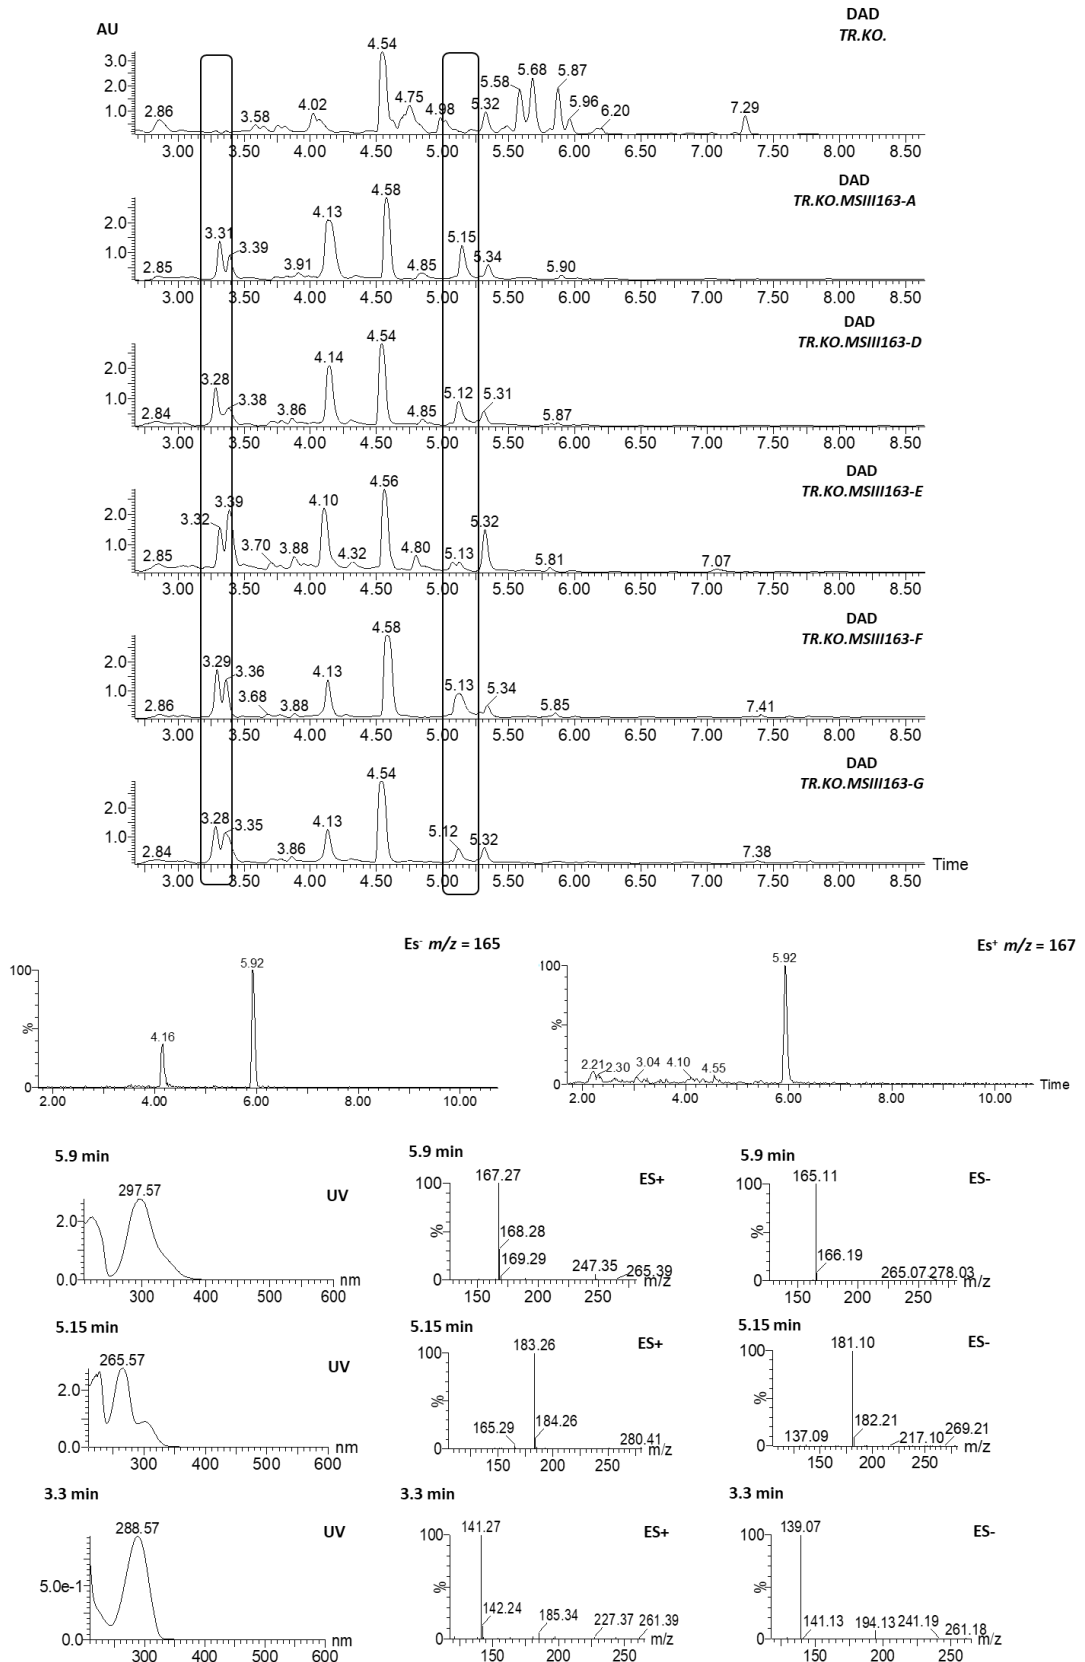 AU
DAD
TR.KO.
3.0
2.0
1.0
2.86 3.58 4.02 4.54 4.75 4.98 5.32 5.58 5.68 5.87 5.96 6.20 7.29
3.00 3.50 4.00 4.50 5.00 5.50 6.00 6.50 7.00 7.50 8.00 8.50
DAD
TR.KO.MSIII163-A
2.0
1.0
2.85 3.31 3.39 3.91 4.13 4.58 4.85 5.15 5.34 5.90
3.00 3.50 4.00 4.50 5.00 5.50 6.00 6.50 7.00 7.50 8.00 8.50
DAD
TR.KO.MSIII163-D
2.0
1.0
2.84 3.28 3.38 3.86 4.14 4.54 4.85 5.12 5.31 5.87
3.00 3.50 4.00 4.50 5.00 5.50 6.00 6.50 7.00 7.50 8.00 8.50
DAD
TR.KO.MSIII163-E
2.0
1.0
2.85 3.32 3.39 3.70 3.88 4.10 4.32 4.56 4.80 5.13 5.32 5.81 7.07
3.00 3.50 4.00 4.50 5.00 5.50 6.00 6.50 7.00 7.50 8.00 8.50
DAD
TR.KO.MSIII163-F
2.0
1.0
2.86 3.29 3.36 3.68 3.88 4.13 4.58 5.13 5.34 5.85 7.41
3.00 3.50 4.00 4.50 5.00 5.50 6.00 6.50 7.00 7.50 8.00 8.50
DAD
TR.KO.MSIII163-G
2.0
1.0
2.84 3.28 3.35 3.86 4.13 4.54 5.12 5.32 7.38
Time
3.00 3.50 4.00 4.50 5.00 5.50 6.00 6.50 7.00 7.50 8.00 8.50
Es⁻ m/z = 165
100
%
0
4.16 5.92
2.00 4.00 6.00 8.00 10.00
Es⁺ m/z = 167
100
%
0
2.21 2.30 3.04 4.10 4.55 5.92
2.00 4.00 6.00 8.00 10.00
Time
5.9 min
UV
297.57
2.0
0.0
300 400 500 600 nm
5.9 min
ES+
100
%
0
167.27
168.28
169.29
247.35 265.39
150 200 250 m/z
5.9 min
ES-
100
%
0
165.11
166.19
265.07 278.03
150 200 250 m/z
5.15 min
UV
265.57
2.0
0.0
300 400 500 600 nm
5.15 min
ES+
100
%
0
183.26
165.29 184.26
280.41
150 200 250 m/z
5.15 min
ES-
100
%
0
181.10
137.09 182.21 217.10 269.21
150 200 250 m/z
3.3 min
UV
288.57
5.0e-1
0.0
300 400 500 600 nm
3.3 min
ES+
100
%
0
141.27
142.24 185.34 227.37 261.39
150 200 250 m/z
3.3 min
ES-
100
%
0
139.07
141.13 194.13 241.19 261.18
150 200 250 m/z